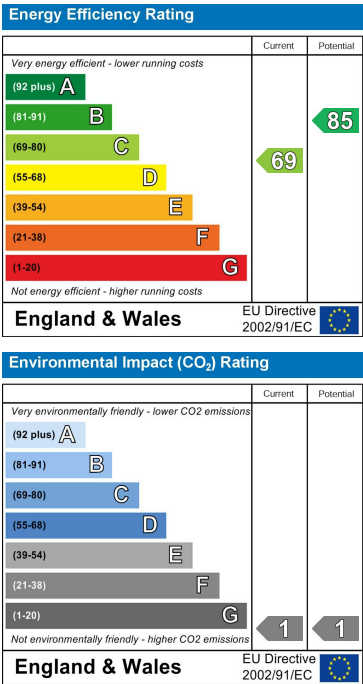 Energy Efficiency Rating
Current Potential
Very energy efficient - lower running costs
(92 plus) A
(81-91) B
85
(69-80) C
69
(55-68) D
(39-54) E
(21-38) F
(1-20) G
Not energy efficient - higher running costs
England & Wales
EU Directive
2002/91/EC
Environmental Impact (CO₂) Rating
Current Potential
Very environmentally friendly - lower CO2 emissions
(92 plus) A
(81-91) B
(69-80) C
(55-68) D
(39-54) E
(21-38) F
(1-20) G
1 1
Not environmentally friendly - higher CO2 emissions
England & Wales
EU Directive
2002/91/EC